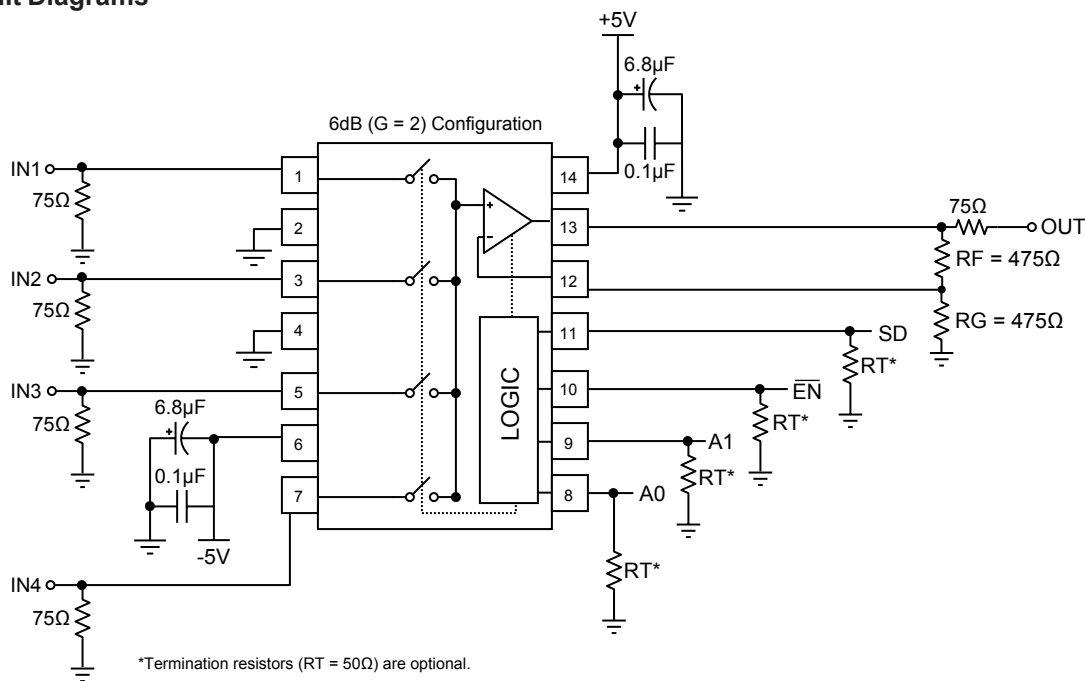 Diagrams
+5V
6.8µF
+
0.1µF
6dB (G = 2) Configuration
IN1
75Ω
1
14
2
13
75Ω
OUT
+
-
RF = 475Ω
IN2
75Ω
3
12
RG = 475Ω
4
11
SD
RT*
IN3
75Ω
5
10
EN
RT*
6.8µF
+
0.1µF
-5V
6
LOGIC
9
A1
RT*
7
8
A0
RT*
IN4
75Ω
*Termination resistors (RT = 50Ω) are optional.